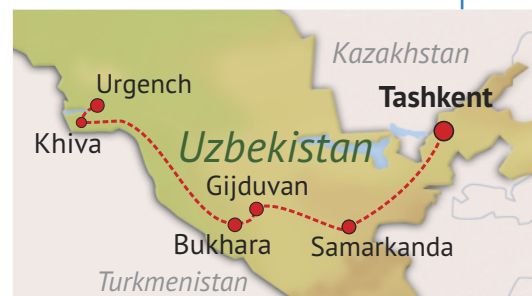 Kazakhstan
Urgench
Tashkent
Khiva
Uzbekistan
Gijduvan
Bukhara
Samarkanda
Turkmenistan